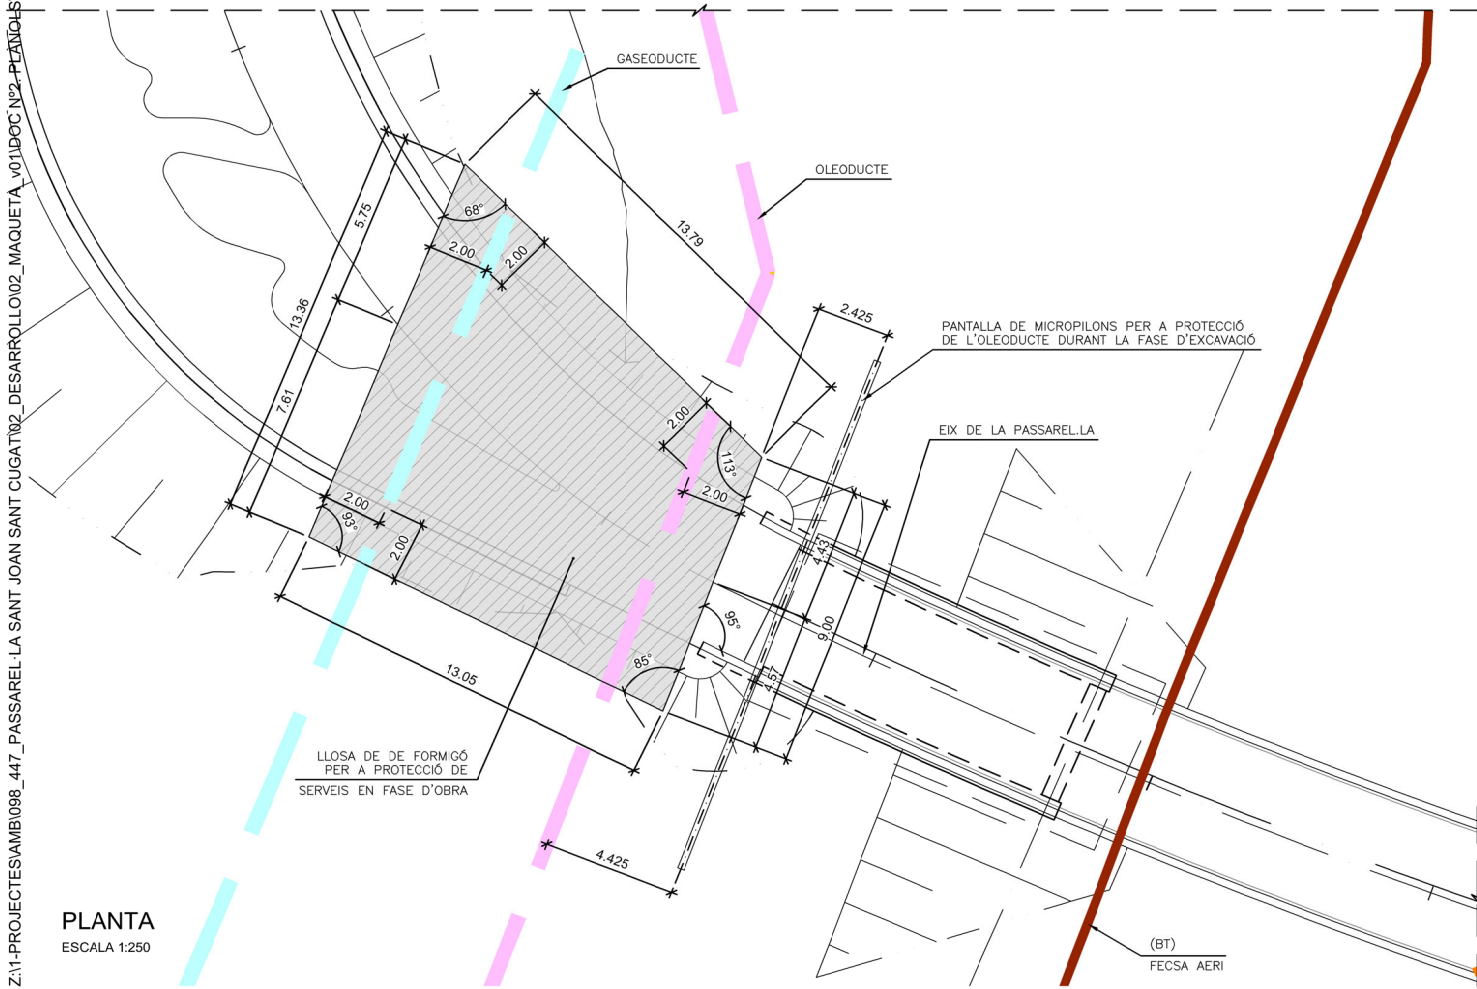 Z:\1-PROJECTES\AMB\098_447_PASSAREL·LA SANT JOAN SANT CUGAT\02_DESARROLLO\02_MAQUETA_v01\DOC Nº2. PLANOLS
GASEODUCTE
OLEODUCTE
5.75
68°
2.00
2.00
13.79
13.36
2.425
PANTALLA DE MICROPILONS PER A PROTECCIÓ
DE L'OLEODUCTE DURANT LA FASE D'EXCAVACIÓ
7.61
2.00
EIX DE LA PASSAREL.LA
113°
2.00
2.00
93°
2.00
4.43
9.00
95°
85°
4.57
13.05
LLOSA DE DE FORMIGÓ
PER A PROTECCIÓ DE
SERVEIS EN FASE D'OBRA
4.425
PLANTA
ESCALA 1:250
(BT)
FECSA AERI